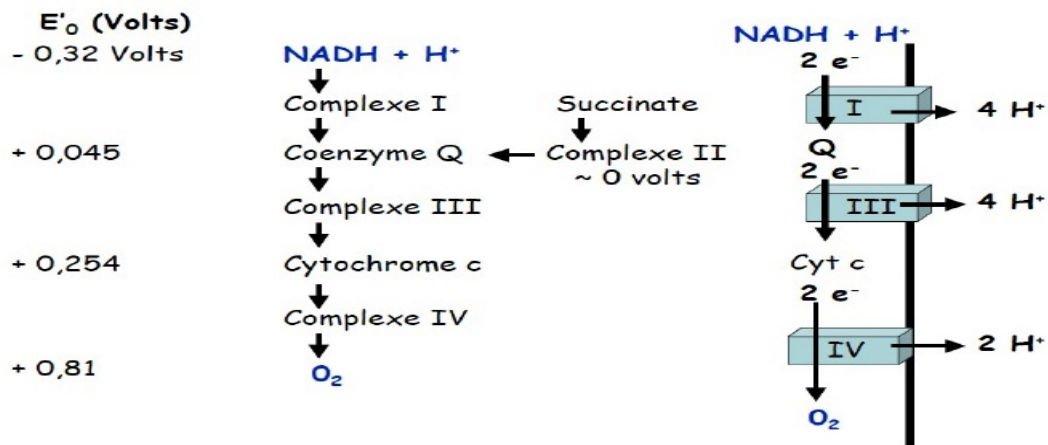 E'₀ (Volts)
- 0,32 Volts
+ 0,045
+ 0,254
+ 0,81
NADH + H⁺
Complexe I
Coenzyme Q
Complexe III
Cytochrome c
Complexe IV
O₂
Succinate
Complexe II
~ 0 volts
NADH + H⁺
2 e⁻
I
4 H⁺
Q
2 e⁻
III
4 H⁺
Cyt c
2 e⁻
IV
2 H⁺
O₂